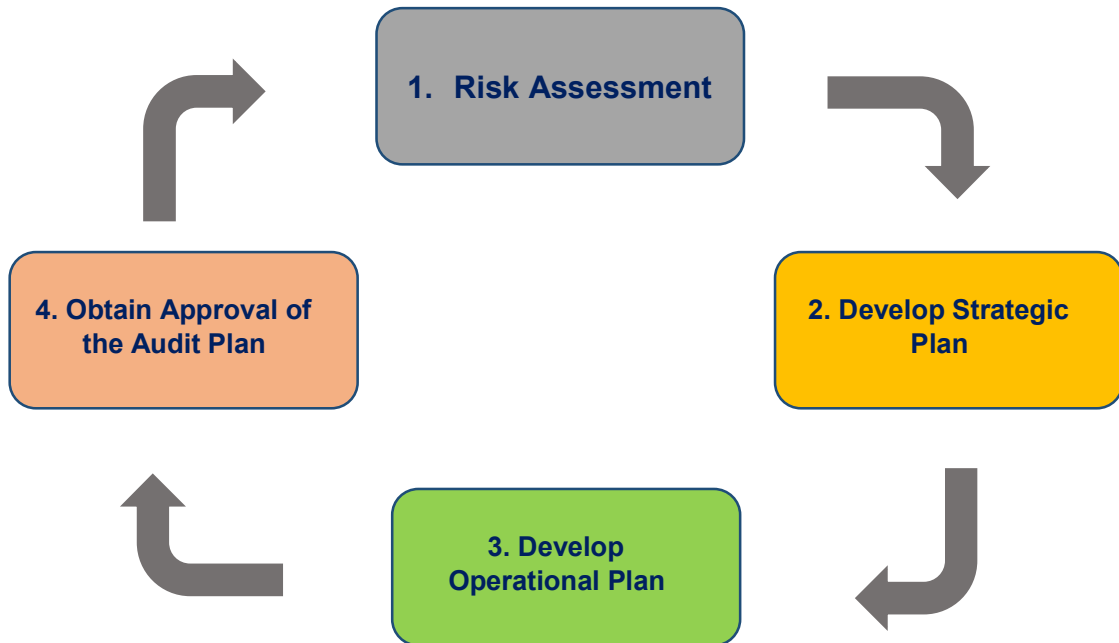 1. Risk Assessment
2. Develop Strategic
Plan
3. Develop
Operational Plan
4. Obtain Approval of
the Audit Plan